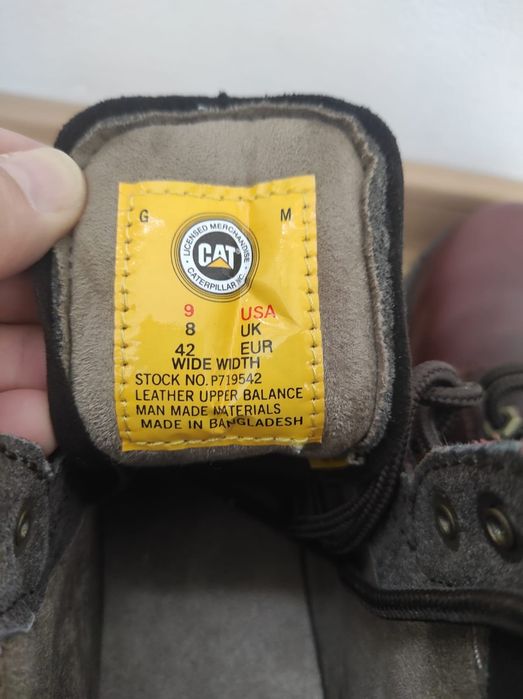 G M
LICENSED MERCHANDISE
CAT
CATERPILLAR INC.
9 USA
8 UK
42 EUR
WIDE WIDTH
STOCK NO. P719542
LEATHER UPPER BALANCE
MAN MADE MATERIALS
MADE IN BANGLADESH